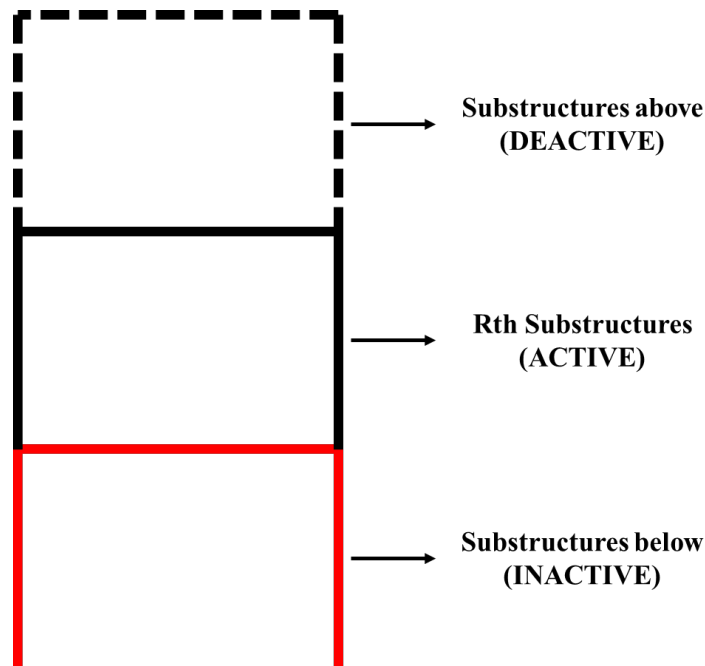 Substructures above
(DEACTIVE)
Rth Substructures
(ACTIVE)
Substructures below
(INACTIVE)